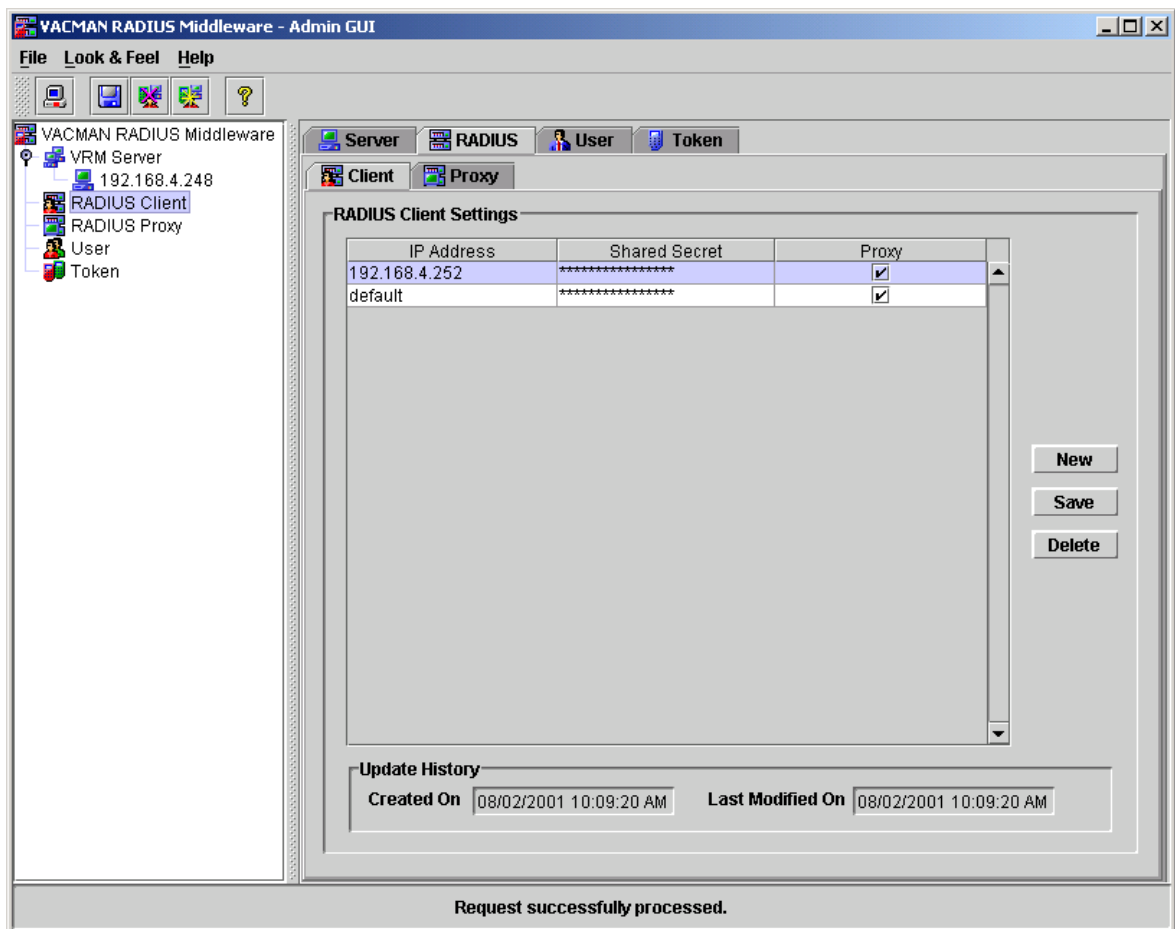 VACMAN RADIUS Middleware - Admin GUI
File Look & Feel Help
VACMAN RADIUS Middleware
VRM Server
192.168.4.248
RADIUS Client
RADIUS Proxy
User
Token
Server RADIUS User Token
Client Proxy
RADIUS Client Settings
IP Address Shared Secret Proxy
192.168.4.252 ****************
default ****************
New
Save
Delete
Update History
Created On 08/02/2001 10:09:20 AM Last Modified On 08/02/2001 10:09:20 AM
Request successfully processed.